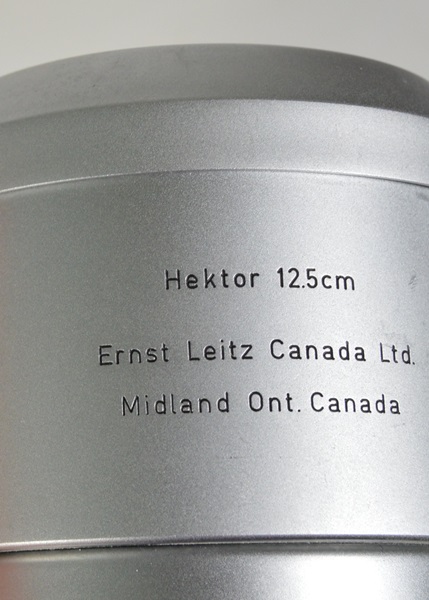 Hektor 12.5cm
Ernst Leitz Canada Ltd.
Midland Ont. Canada